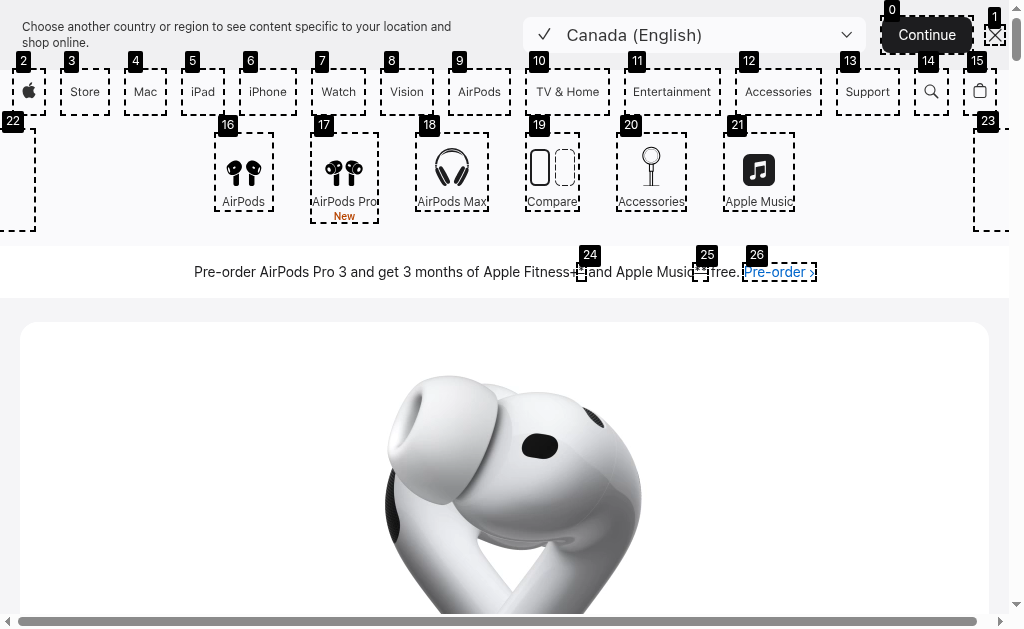 Choose another country or region to see content specific to your location and
shop online.
Canada (English)
0
Continue
1
2
3
4
5
6
7
8
9
10
11
12
13
14
15
Store
Mac
iPad
iPhone
Watch
Vision
AirPods
TV & Home
Entertainment
Accessories
Support
22
23
16
17
18
19
20
21
AirPods
AirPods Pro
New
AirPods Max
Compare
Accessories
Apple Music
24
25
26
Pre-order AirPods Pro 3 and get 3 months of Apple Fitness+* and Apple Music** free. Pre-order ›